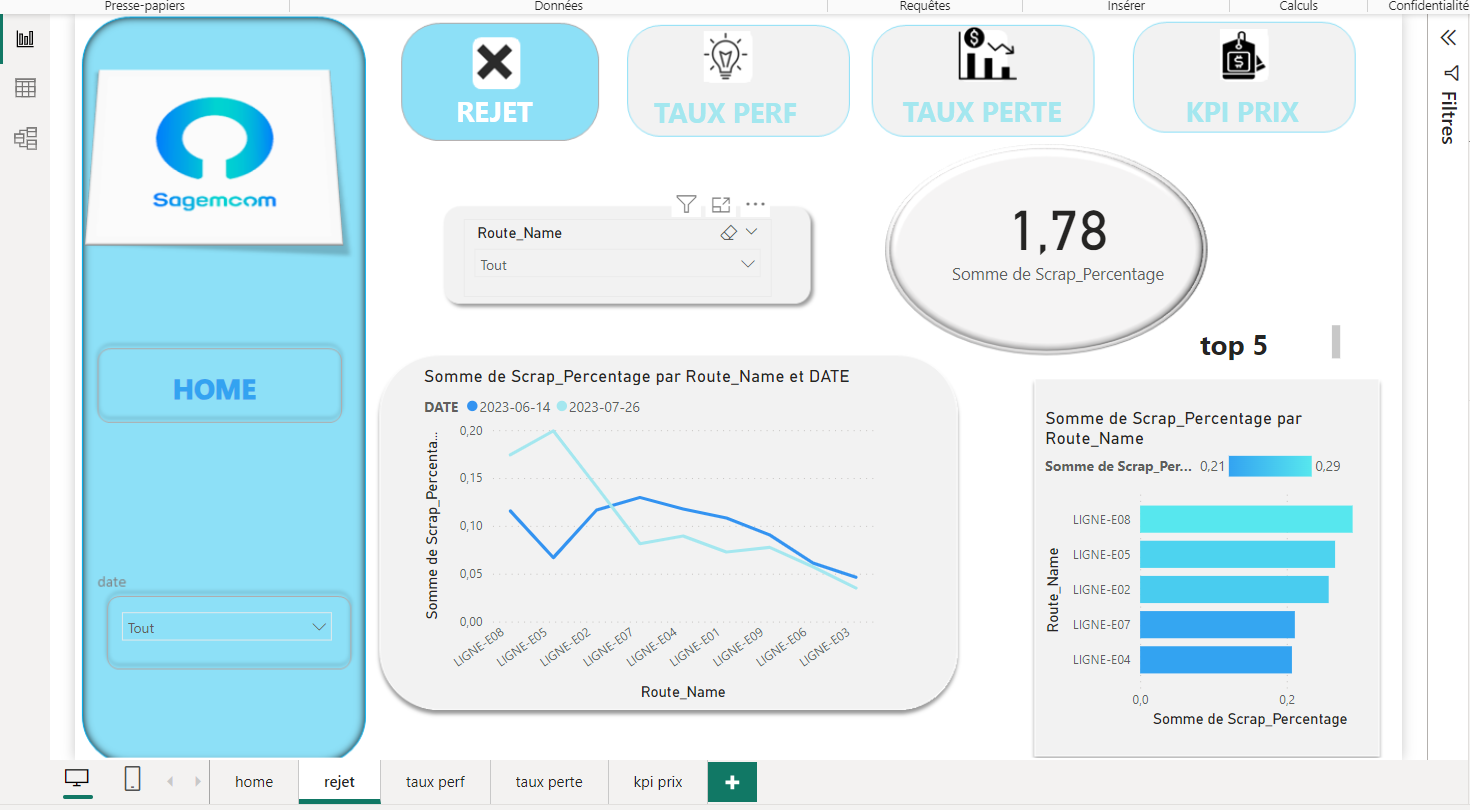 Presse-papiers
Données
Requêtes
Insérer
Calculs
Confidentialité
Sagemcom
HOME
date
Tout
REJET
TAUX PERF
TAUX PERTE
KPI PRIX
Route_Name
Tout
1,78
Somme de Scrap_Percentage
top 5
Somme de Scrap_Percentage par Route_Name et DATE
DATE 2023-06-14 2023-07-26
Somme de Scrap_Percenta...
0,20
0,15
0,10
0,05
0,00
LIGNE-E08
LIGNE-E05
LIGNE-E02
LIGNE-E07
LIGNE-E04
LIGNE-E01
LIGNE-E09
LIGNE-E06
LIGNE-E03
Route_Name
Somme de Scrap_Percentage par
Route_Name
Somme de Scrap_Per... 0,21 0,29
Route_Name
LIGNE-E08
LIGNE-E05
LIGNE-E02
LIGNE-E07
LIGNE-E04
0,0 0,2
Somme de Scrap_Percentage
Filtres
home
rejet
taux perf
taux perte
kpi prix